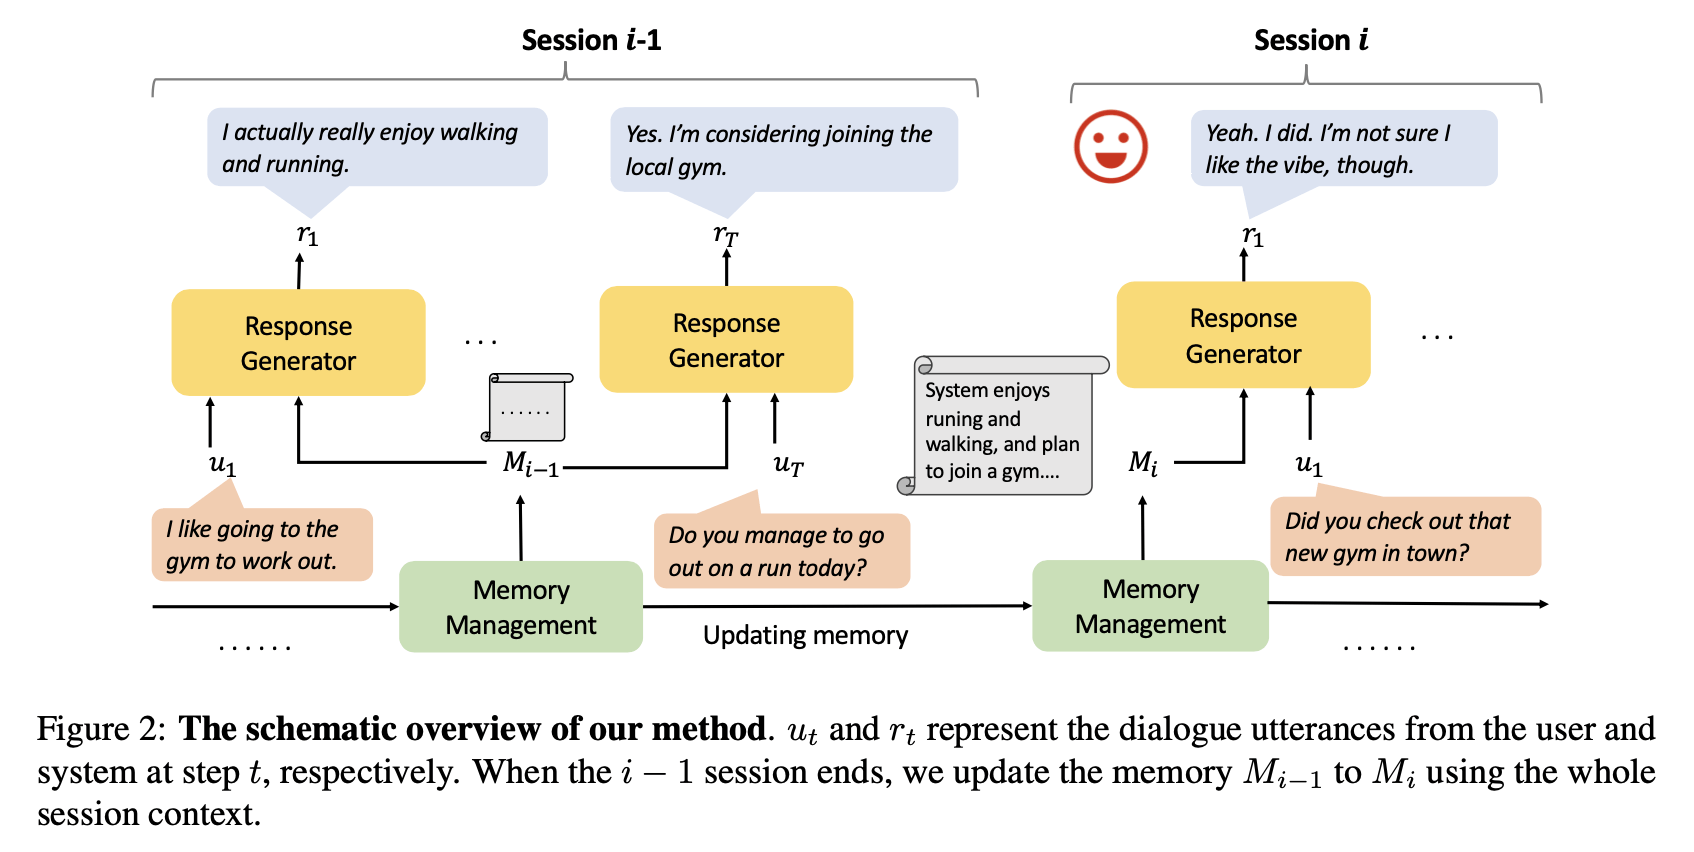 Session i-1
Session i
I actually really enjoy walking
and running.
Yes. I'm considering joining the
local gym.
Yeah. I did. I'm not sure I
like the vibe, though.
r₁
r_T
r₁
Response
Generator
. . .
Response
Generator
Response
Generator
. . .
. . . . . .
System enjoys
runing and
walking, and plan
to join a gym....
u₁
M_{i−1}
u_T
M_i
u₁
I like going to the
gym to work out.
Do you manage to go
out on a run today?
Did you check out that
new gym in town?
Memory
Management
Memory
Management
Updating memory
. . . . . .
. . . . . .
Figure 2: The schematic overview of our method. u_t and r_t represent the dialogue utterances from the user and
system at step t, respectively. When the i − 1 session ends, we update the memory M_{i−1} to M_i using the whole
session context.